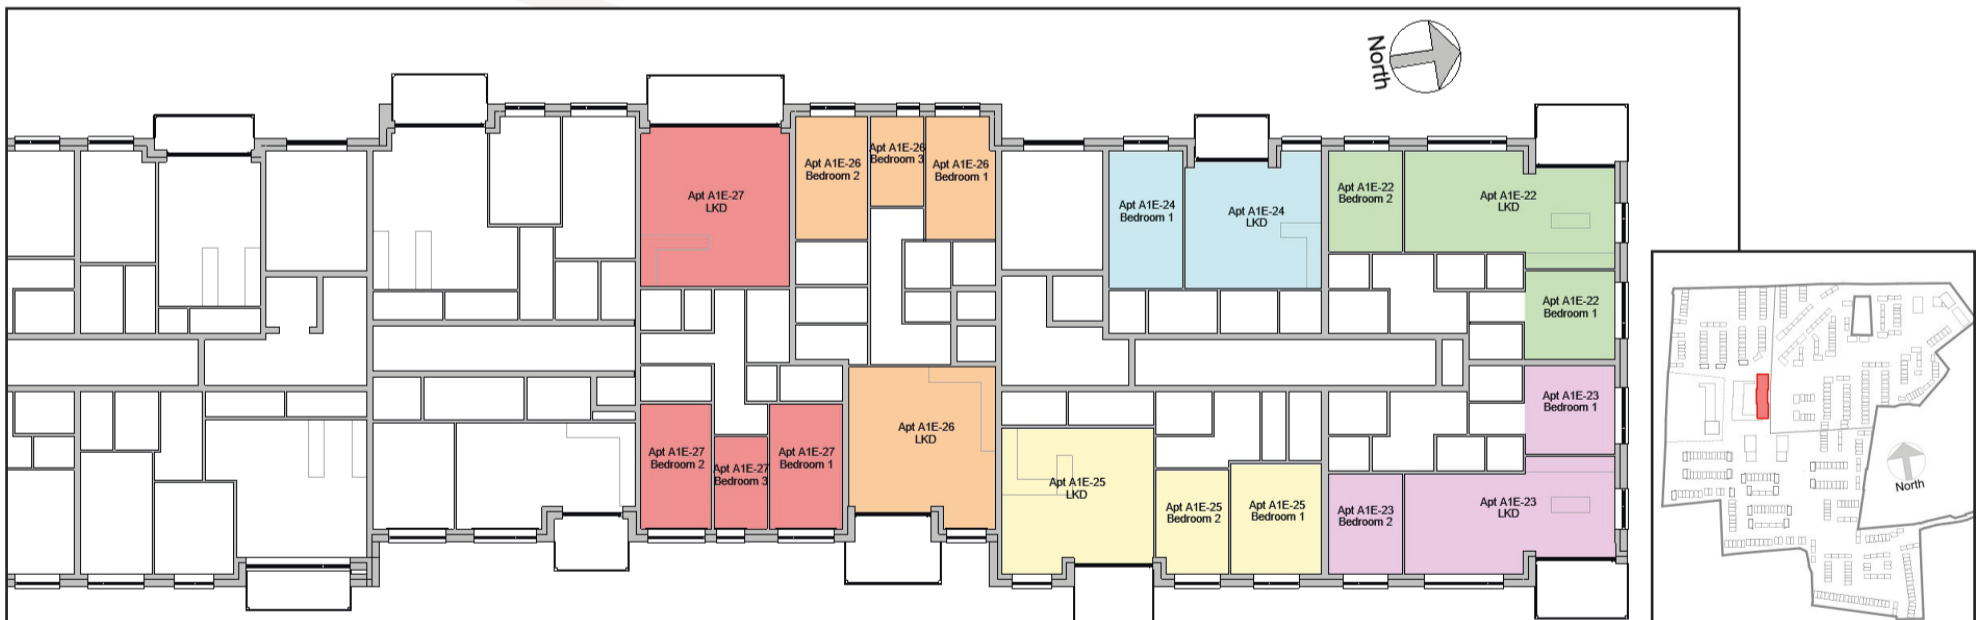 North
Apt A1E-27
LKD
Apt A1E-26
Bedroom 2
Apt A1E-26
Bedroom 3
Apt A1E-26
Bedroom 1
Apt A1E-24
Bedroom 1
Apt A1E-24
LKD
Apt A1E-22
Bedroom 2
Apt A1E-22
LKD
Apt A1E-22
Bedroom 1
Apt A1E-23
Bedroom 1
Apt A1E-27
Bedroom 2
Apt A1E-27
Bedroom 3
Apt A1E-27
Bedroom 1
Apt A1E-26
LKD
Apt A1E-25
LKD
Apt A1E-25
Bedroom 2
Apt A1E-25
Bedroom 1
Apt A1E-23
Bedroom 2
Apt A1E-23
LKD
North